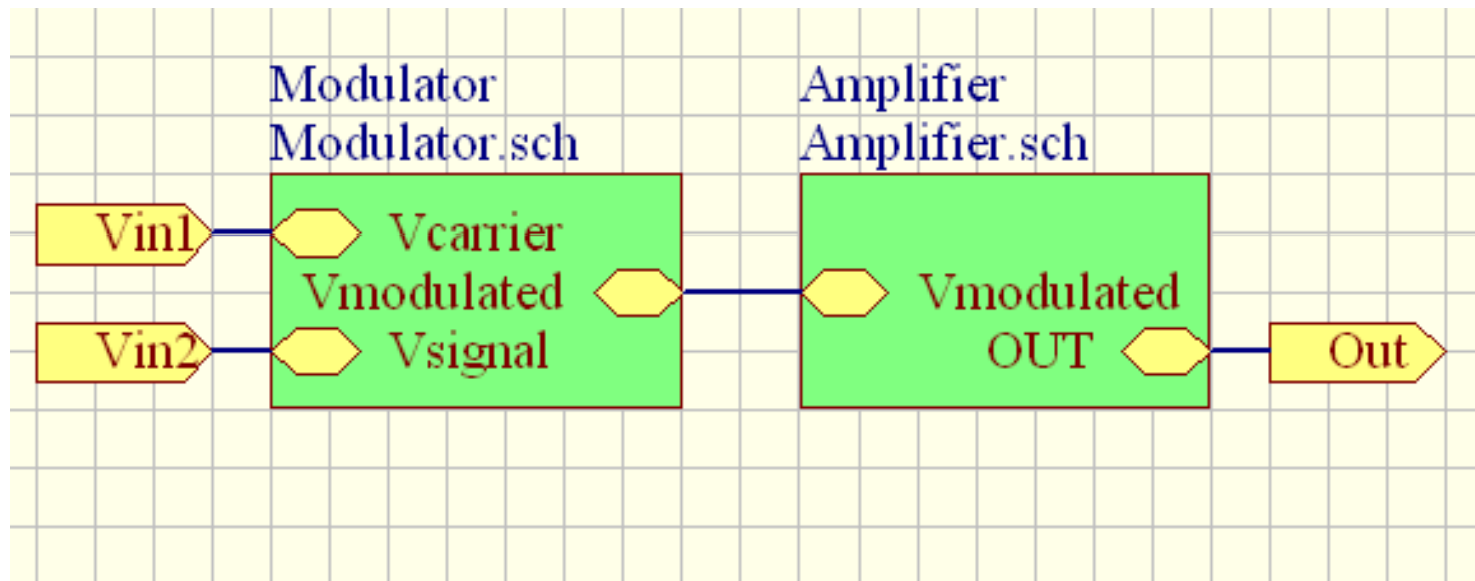 Modulator
Modulator.sch
Amplifier
Amplifier.sch
Vin1
Vcarrier
Vmodulated
Vmodulated
Vin2
Vsignal
OUT
Out